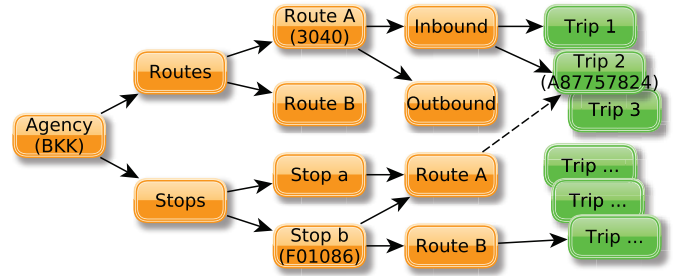 Route A
(3040)
Inbound
Trip 1
Routes
Trip 2
(A87757824)
Route B
Outbound
Trip 3
Agency
(BKK)
Stop a
Route A
Trip ...
Stops
Trip ...
Stop b
(F01086)
Route B
Trip ...